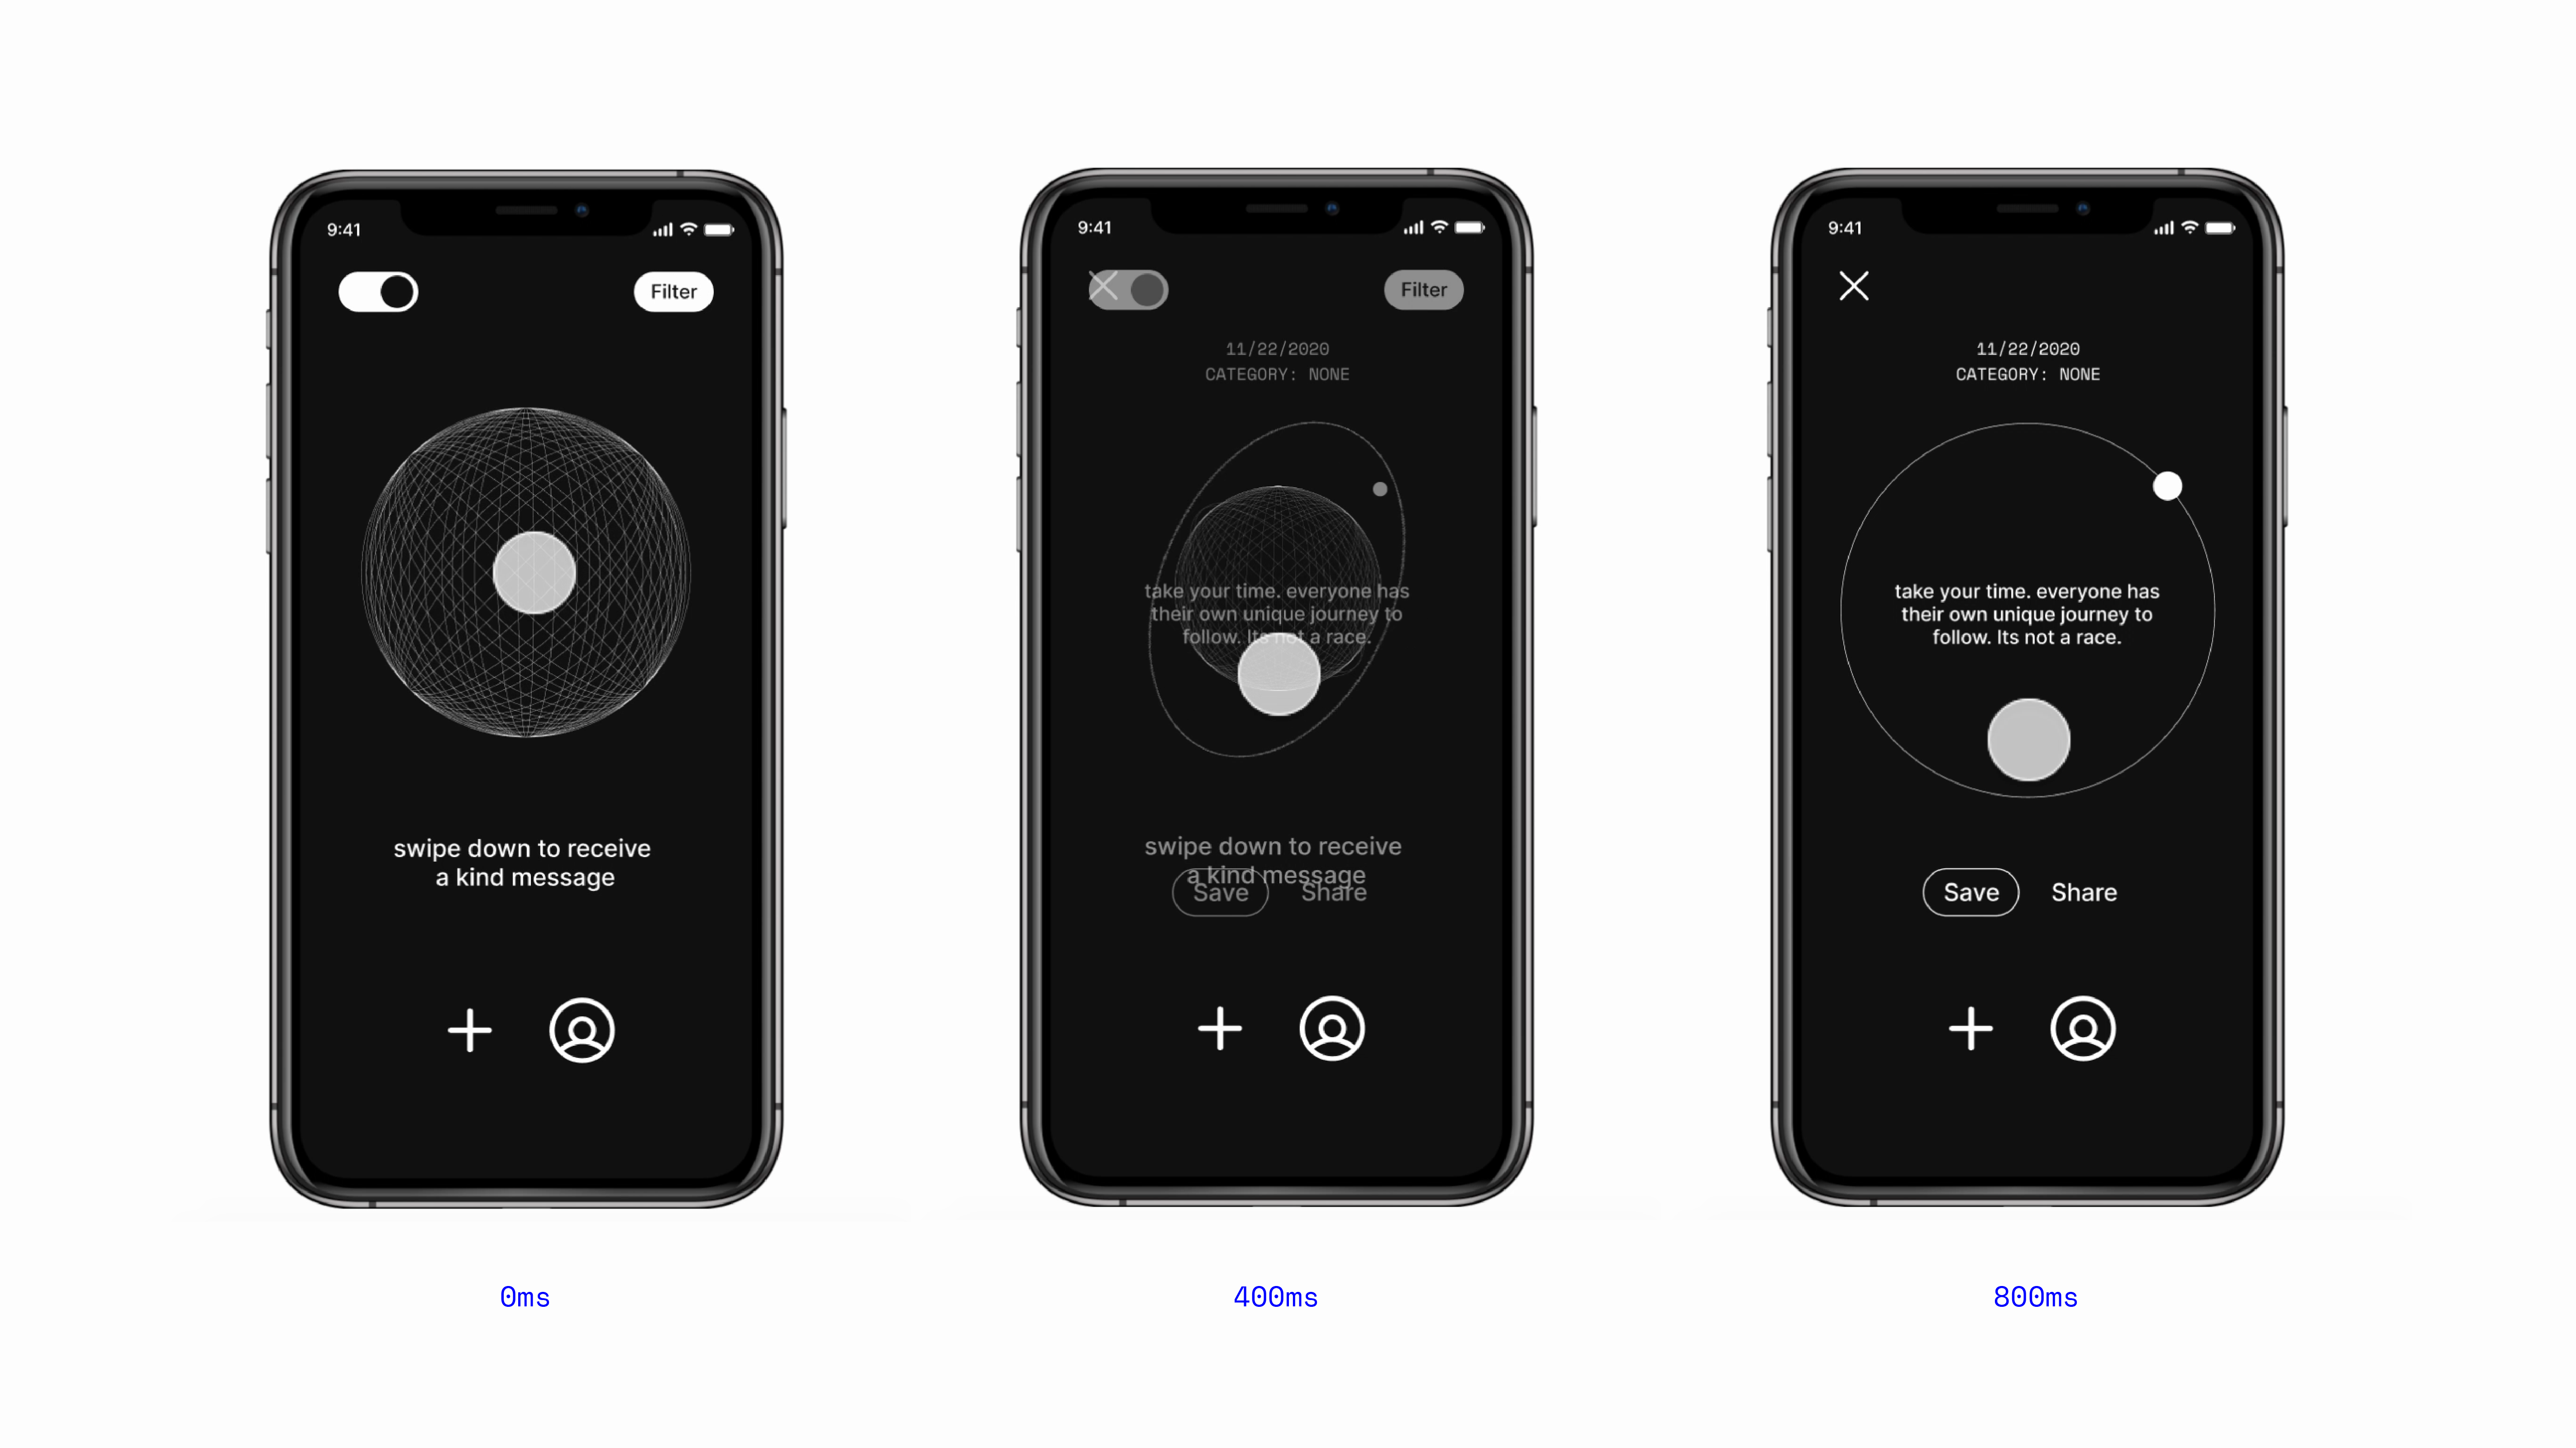 9:41
Filter
swipe down to receive
a kind message
0ms
9:41
Filter
11/22/2020
CATEGORY: NONE
take your time. everyone has
their own unique journey to
follow. Its not a race.
swipe down to receive
a kind message
Save Share
400ms
9:41
11/22/2020
CATEGORY: NONE
take your time. everyone has
their own unique journey to
follow. Its not a race.
Save Share
800ms